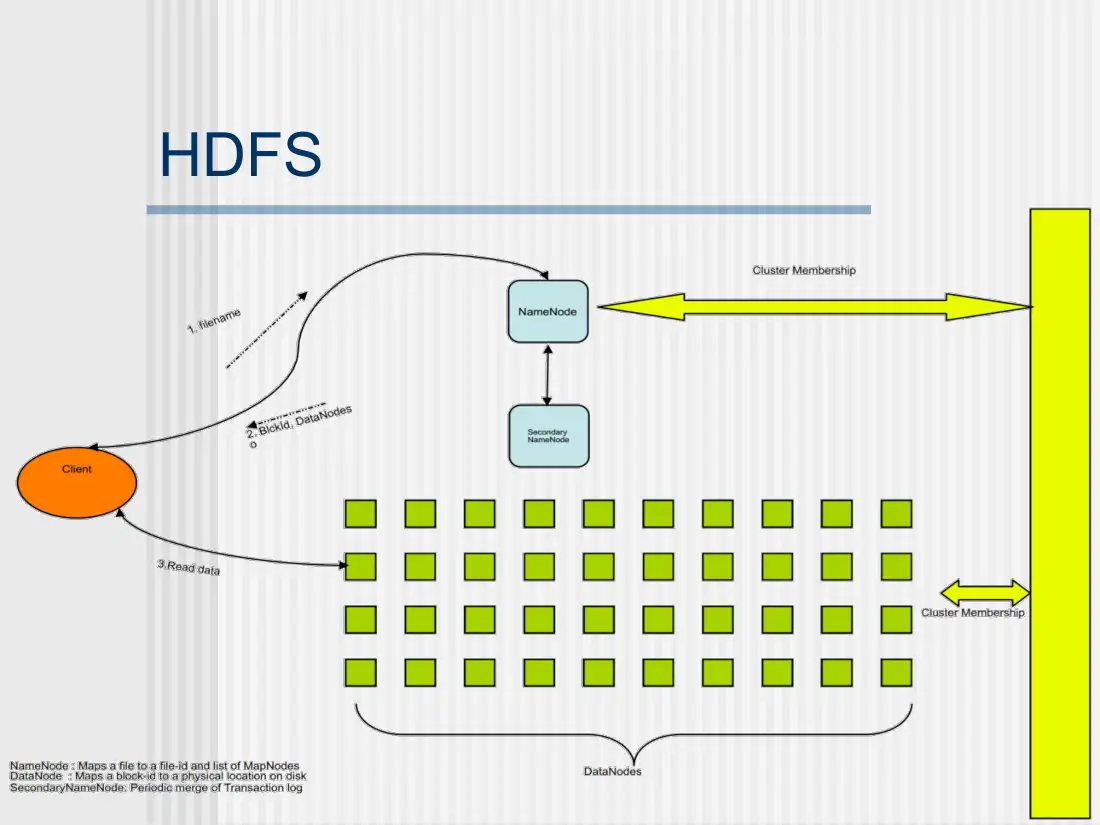 HDFS
Cluster Membership
1. filename
NameNode
2. BlckId, DataNodes
o
Secondary
NameNode
Client
3.Read data
Cluster Membership
DataNodes
NameNode : Maps a file to a file-id and list of MapNodes
DataNode : Maps a block-id to a physical location on disk
SecondaryNameNode: Periodic merge of Transaction log